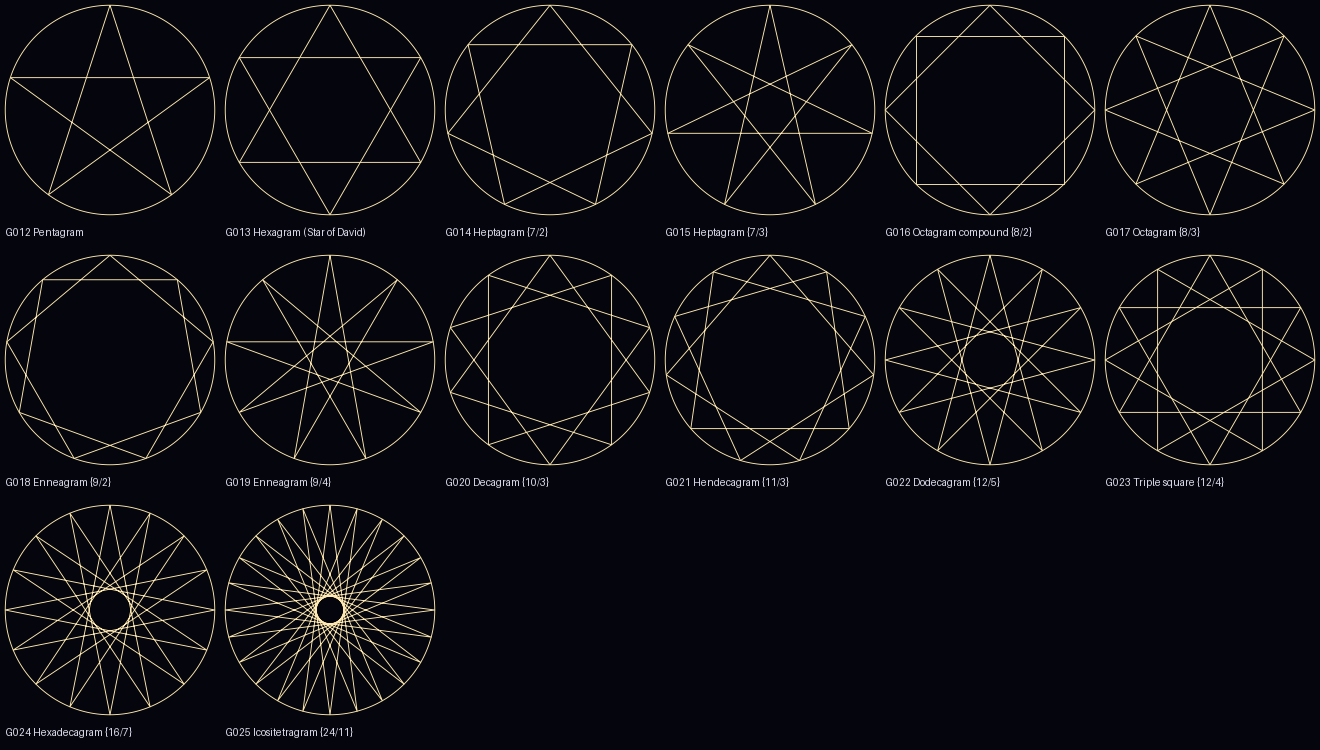 G012 Pentagram
G013 Hexagram (Star of David)
G014 Heptagram {7/2}
G015 Heptagram {7/3}
G016 Octagram compound {8/2}
G017 Octagram {8/3}
G018 Enneagram {9/2}
G019 Enneagram {9/4}
G020 Decagram {10/3}
G021 Hendecagram {11/3}
G022 Dodecagram {12/5}
G023 Triple square {12/4}
G024 Hexadecagram {16/7}
G025 Icositetragram {24/11}